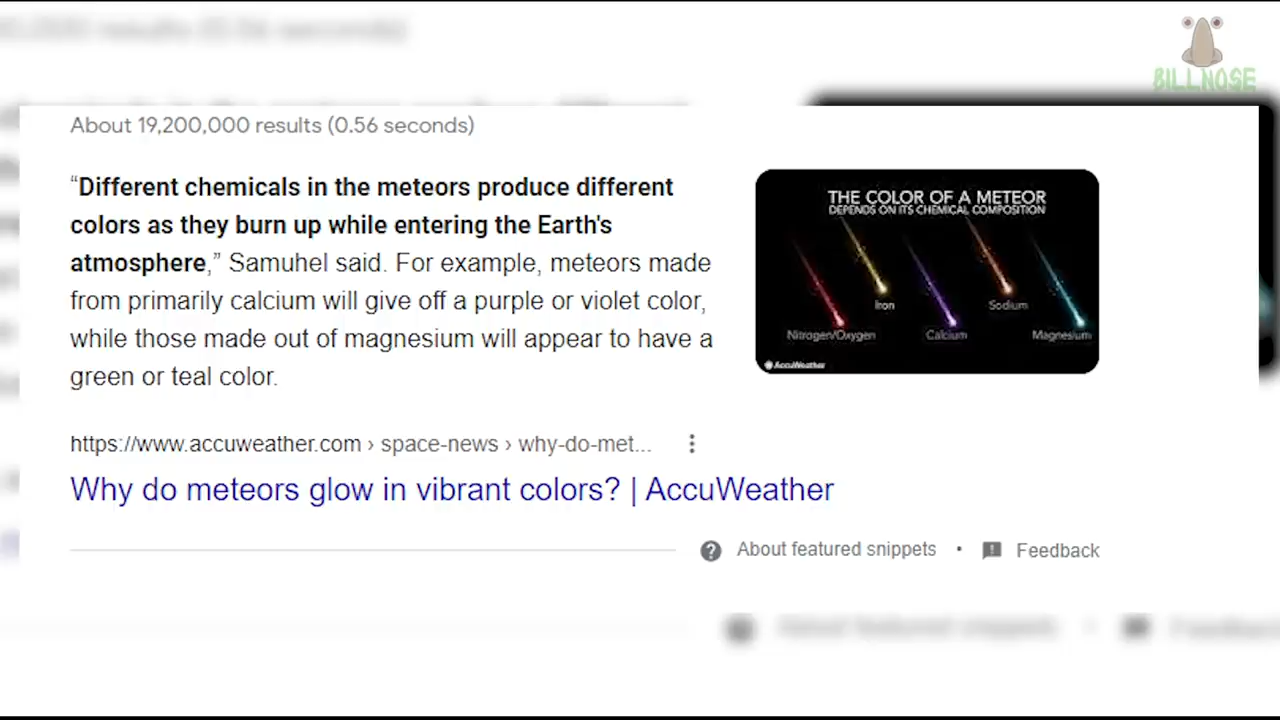 BILLNOSE
About 19,200,000 results (0.56 seconds)
“Different chemicals in the meteors produce different
colors as they burn up while entering the Earth's
atmosphere,” Samuhel said. For example, meteors made
from primarily calcium will give off a purple or violet color,
while those made out of magnesium will appear to have a
green or teal color.
THE COLOR OF A METEOR
DEPENDS ON ITS CHEMICAL COMPOSITION
Iron
Sodium
Nitrogen/Oxygen
Calcium
Magnesium
AccuWeather
https://www.accuweather.com › space-news › why-do-met...
Why do meteors glow in vibrant colors? | AccuWeather
About featured snippets • Feedback